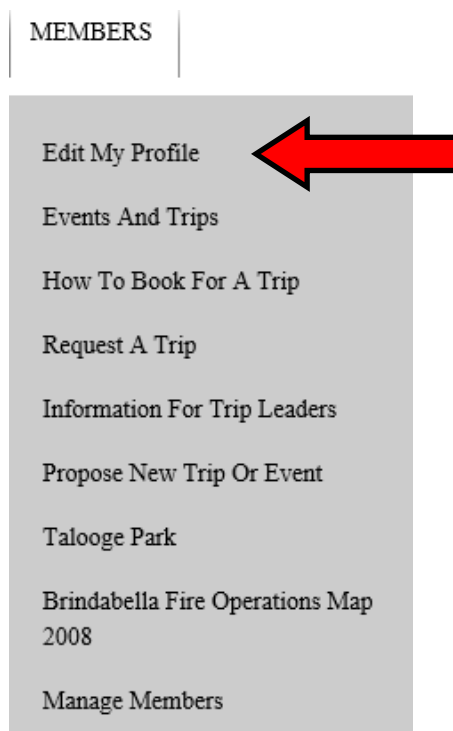 MEMBERS
Edit My Profile
Events And Trips
How To Book For A Trip
Request A Trip
Information For Trip Leaders
Propose New Trip Or Event
Talooge Park
Brindabella Fire Operations Map
2008
Manage Members